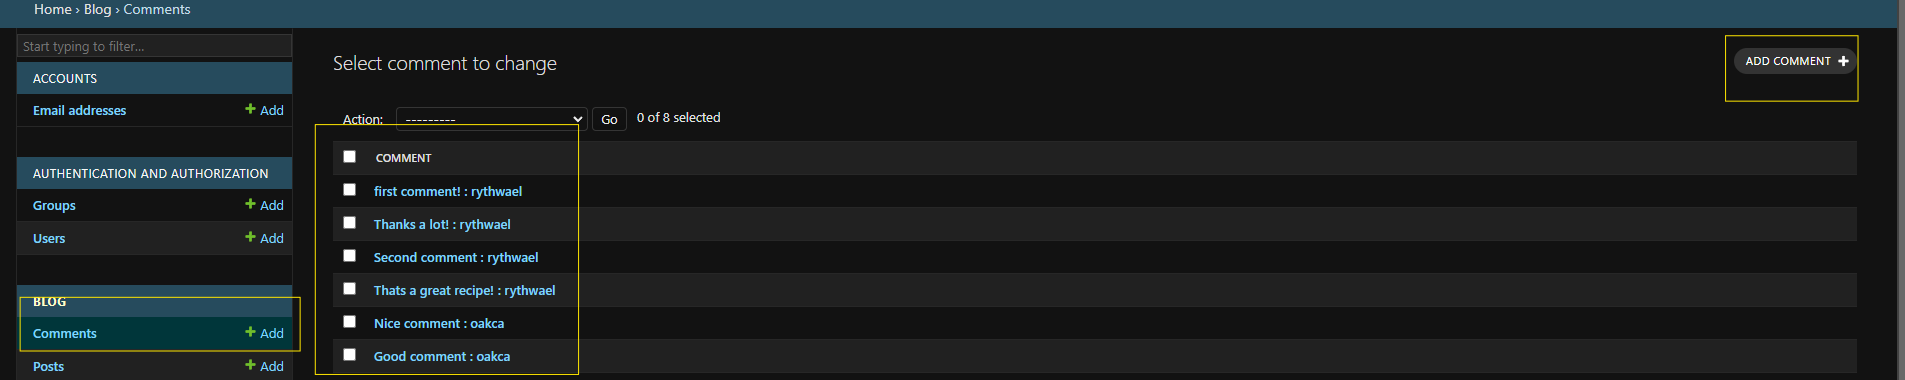 Home › Blog › Comments
Start typing to filter...
ACCOUNTS
Email addresses + Add
AUTHENTICATION AND AUTHORIZATION
Groups + Add
Users + Add
BLOG
Comments + Add
Posts + Add
Select comment to change
ADD COMMENT +
Action: --------- Go 0 of 8 selected
COMMENT
first comment! : rythwael
Thanks a lot! : rythwael
Second comment : rythwael
Thats a great recipe! : rythwael
Nice comment : oakca
Good comment : oakca